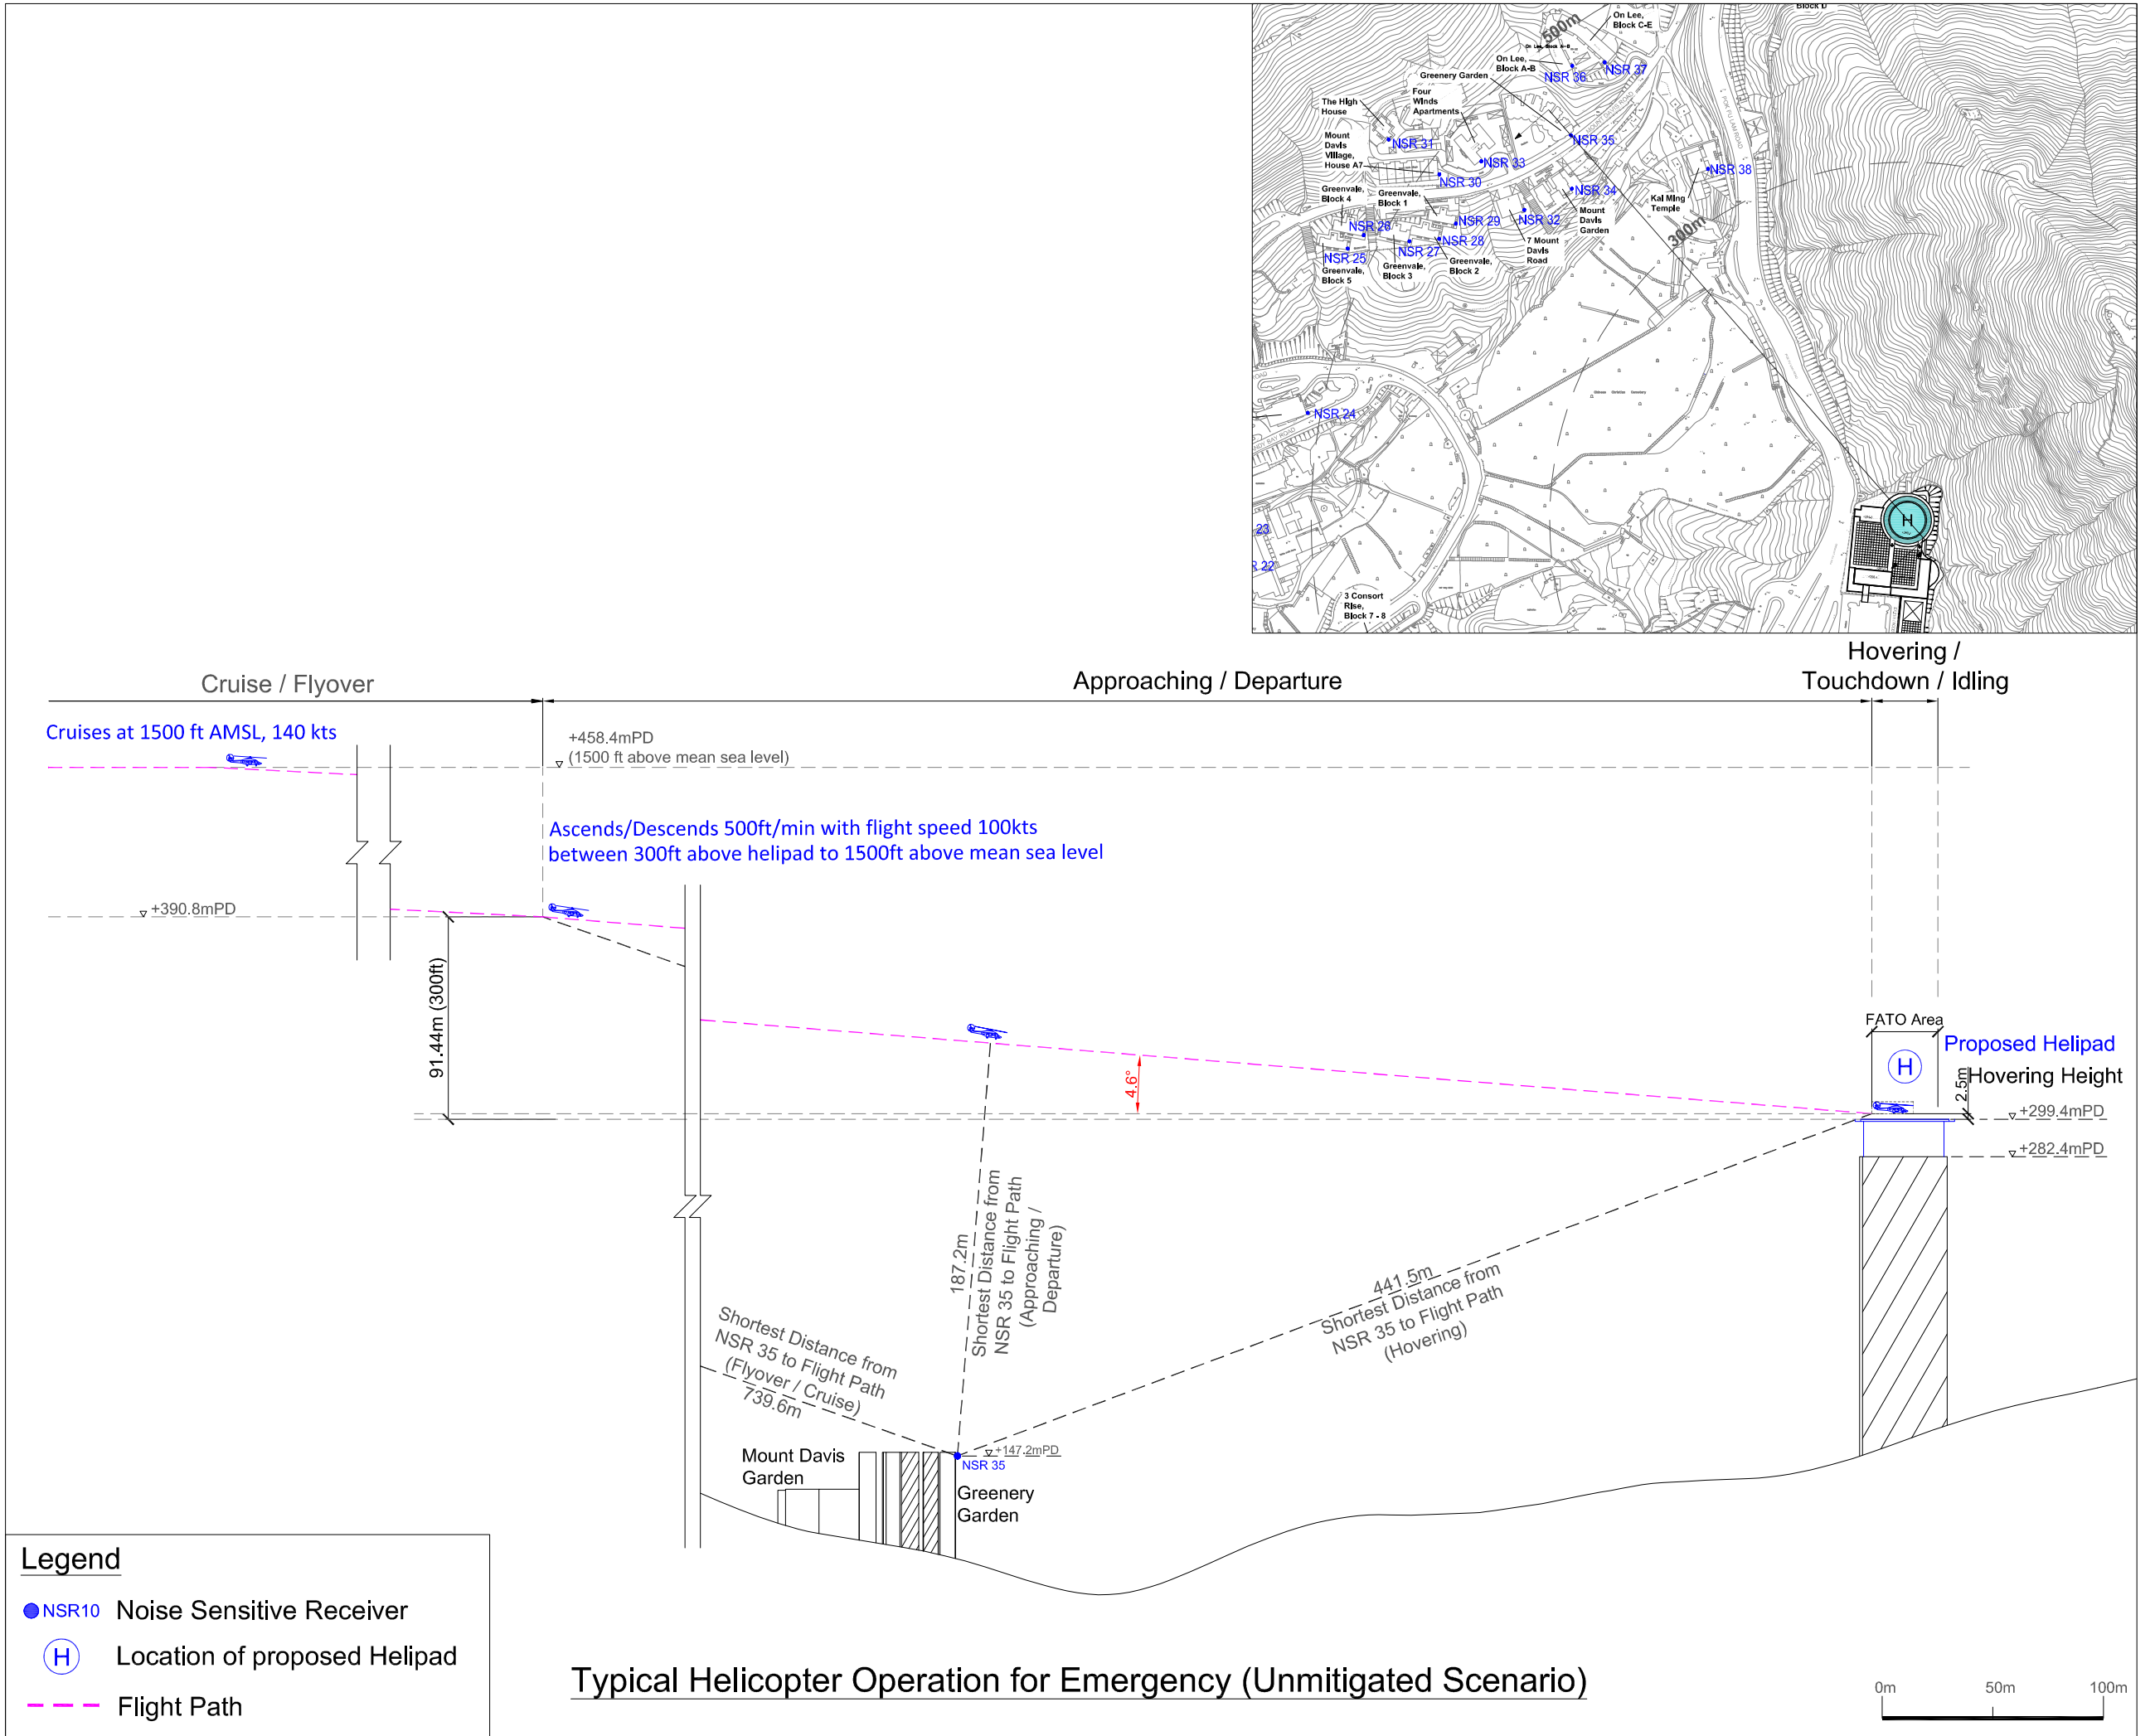 Block D
On Lee,
Block C-E
500m
On Lee, Block A-B
On Lee,
Block A-B
NSR 36
NSR 37
Greenery Garden
Four
Winds
Apartments
The High
House
NSR 31
NSR 33
NSR 35
MOUNT DAVIS ROAD
POK FU LAM ROAD
Mount
Davis
Village,
House A7
NSR 30
NSR 34
NSR 38
Kai Ming
Temple
Greenvale,
Block 4
Greenvale,
Block 1
NSR 29
NSR 32
Mount
Davis
Garden
300m
NSR 26
NSR 28
7 Mount
Davis
Road
NSR 25
NSR 27
Greenvale,
Block 5
Greenvale,
Block 3
Greenvale,
Block 2
NSR 24
23
R 22
H
3 Consort
Rise,
Block 7 - 8
Cruise / Flyover
Approaching / Departure
Hovering /
Touchdown / Idling
Cruises at 1500 ft AMSL, 140 kts
+458.4mPD
(1500 ft above mean sea level)
Ascends/Descends 500ft/min with flight speed 100kts
between 300ft above helipad to 1500ft above mean sea level
+390.8mPD
91.44m (300ft)
FATO Area
Proposed Helipad
H
2.5m
Hovering Height
4.6°
+299.4mPD
+282.4mPD
187.2m
Shortest Distance from
NSR 35 to Flight Path
(Approaching /
Departure)
441.5m
Shortest Distance from
NSR 35 to Flight Path
(Hovering)
Shortest Distance from
NSR 35 to Flight Path
(Flyover / Cruise)
739.6m
+147.2mPD
NSR 35
Mount Davis
Garden
Greenery
Garden
Legend
NSR10 Noise Sensitive Receiver
H Location of proposed Helipad
Flight Path
Typical Helicopter Operation for Emergency (Unmitigated Scenario)
0m 50m 100m